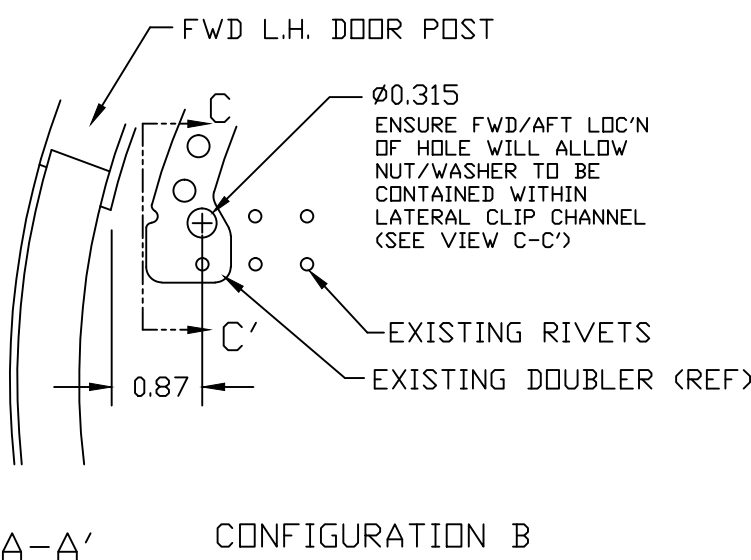 FWD L.H. DOOR POST
C
Ø0.315
ENSURE FWD/AFT LOC'N
OF HOLE WILL ALLOW
NUT/WASHER TO BE
CONTAINED WITHIN
LATERAL CLIP CHANNEL
(SEE VIEW C-C')
C'
EXISTING RIVETS
0.87
EXISTING DOUBLER (REF)
A-A'
CONFIGURATION B